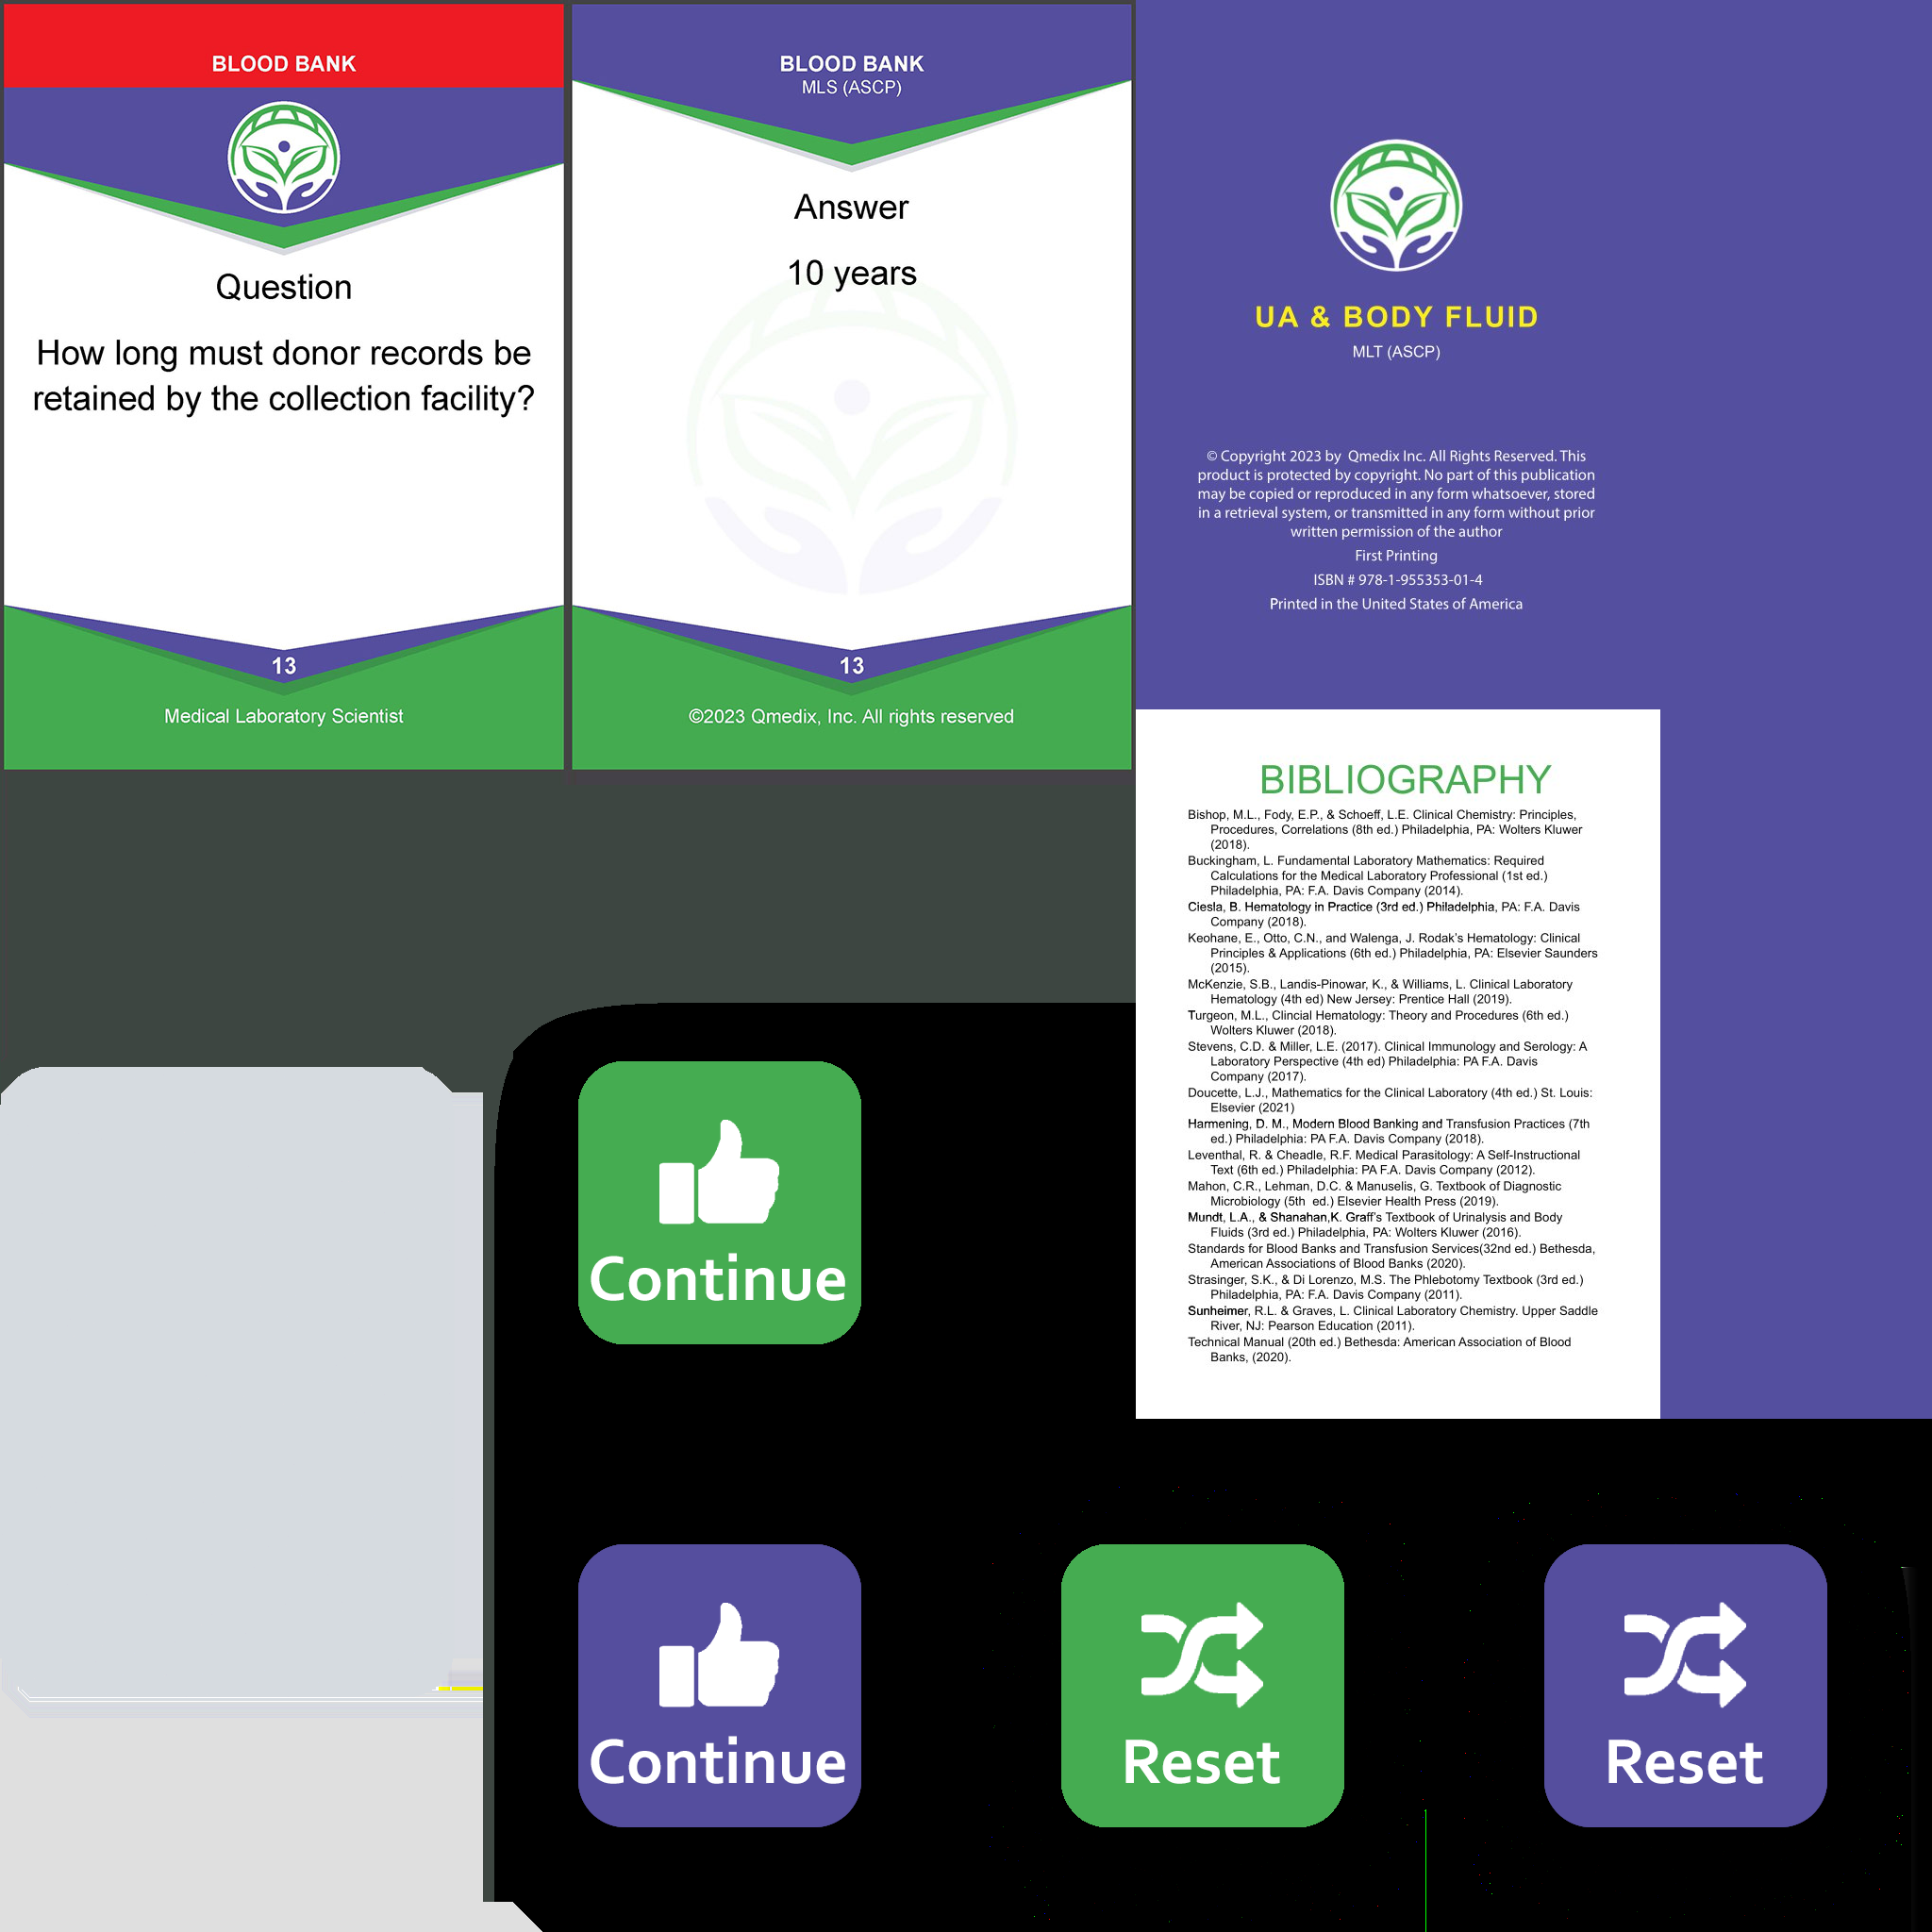 BLOOD BANK
Question
How long must donor records be
retained by the collection facility?
13
Medical Laboratory Scientist
BLOOD BANK
MLS (ASCP)
Answer
10 years
13
©2023 Qmedix, Inc. All rights reserved
UA & BODY FLUID
MLT (ASCP)
© Copyright 2023 by  Qmedix Inc. All Rights Reserved. This
product is protected by copyright. No part of this publication
may be copied or reproduced in any form whatsoever, stored
in a retrieval system, or transmitted in any form without prior
written permission of the author
First Printing
ISBN # 978-1-955353-01-4
Printed in the United States of America
BIBLIOGRAPHY
Bishop, M.L., Fody, E.P., & Schoeff, L.E. Clinical Chemistry: Principles,
Procedures, Correlations (8th ed.) Philadelphia, PA: Wolters Kluwer
(2018).
Buckingham, L. Fundamental Laboratory Mathematics: Required
Calculations for the Medical Laboratory Professional (1st ed.)
Philadelphia, PA: F.A. Davis Company (2014).
Ciesla, B. Hematology in Practice (3rd ed.) Philadelphia, PA: F.A. Davis
Company (2018).
Keohane, E., Otto, C.N., and Walenga, J. Rodak's Hematology: Clinical
Principles & Applications (6th ed.) Philadelphia, PA: Elsevier Saunders
(2015).
McKenzie, S.B., Landis-Pinowar, K., & Williams, L. Clinical Laboratory
Hematology (4th ed) New Jersey: Prentice Hall (2019).
Turgeon, M.L., Clincial Hematology: Theory and Procedures (6th ed.)
Wolters Kluwer (2018).
Stevens, C.D. & Miller, L.E. (2017). Clinical Immunology and Serology: A
Laboratory Perspective (4th ed) Philadelphia: PA F.A. Davis
Company (2017).
Doucette, L.J., Mathematics for the Clinical Laboratory (4th ed.) St. Louis:
Elsevier (2021)
Harmening, D. M., Modern Blood Banking and Transfusion Practices (7th
ed.) Philadelphia: PA F.A. Davis Company (2018).
Leventhal, R. & Cheadle, R.F. Medical Parasitology: A Self-Instructional
Text (6th ed.) Philadelphia: PA F.A. Davis Company (2012).
Mahon, C.R., Lehman, D.C. & Manuselis, G. Textbook of Diagnostic
Microbiology (5th  ed.) Elsevier Health Press (2019).
Mundt, L.A., & Shanahan,K. Graff's Textbook of Urinalysis and Body
Fluids (3rd ed.) Philadelphia, PA: Wolters Kluwer (2016).
Standards for Blood Banks and Transfusion Services(32nd ed.) Bethesda,
American Associations of Blood Banks (2020).
Strasinger, S.K., & Di Lorenzo, M.S. The Phlebotomy Textbook (3rd ed.)
Philadelphia, PA: F.A. Davis Company (2011).
Sunheimer, R.L. & Graves, L. Clinical Laboratory Chemistry. Upper Saddle
River, NJ: Pearson Education (2011).
Technical Manual (20th ed.) Bethesda: American Association of Blood
Banks, (2020).
Continue
Continue
Reset
Reset